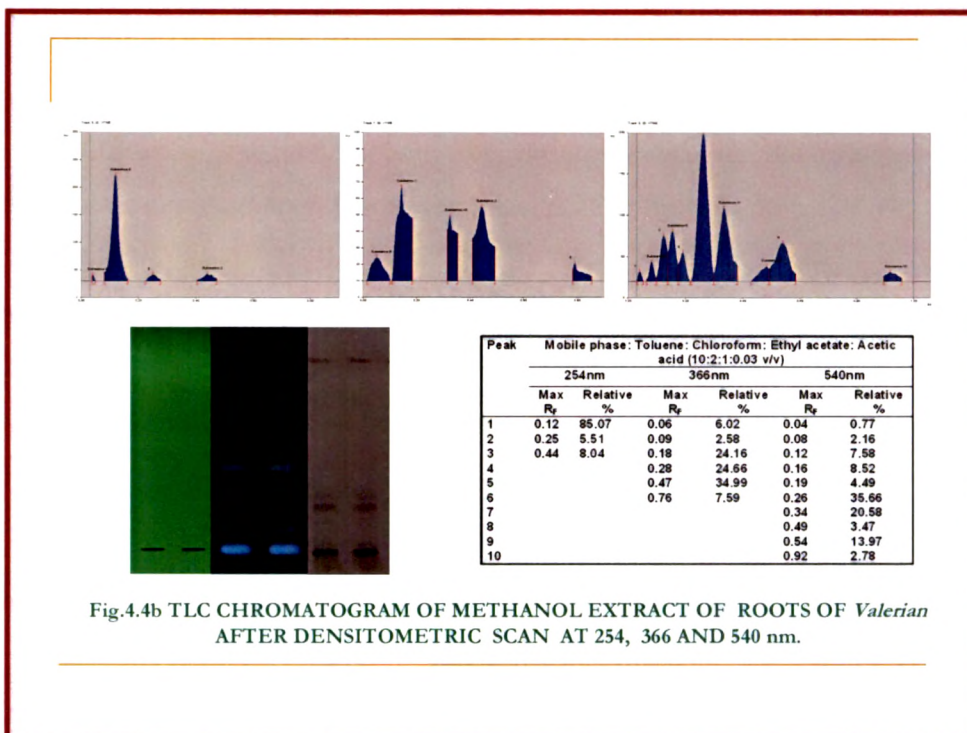 Peak Mobile phase: Toluene: Chloroform: Ethyl acetate: Acetic
acid (10:2:1:0.03 v/v)
254nm 366nm 540nm
Max Relative Max Relative Max Relative
RF % RF % RF %
1 0.12 85.07 0.06 6.02 0.04 0.77
2 0.25 5.51 0.09 2.58 0.08 2.16
3 0.44 8.04 0.18 24.16 0.12 7.58
4 0.28 24.66 0.16 8.52
5 0.47 34.99 0.19 4.49
6 0.76 7.59 0.26 35.66
7 0.34 20.58
8 0.49 3.47
9 0.54 13.97
10 0.92 2.78
Fig.4.4b TLC CHROMATOGRAM OF METHANOL EXTRACT OF ROOTS OF Valerian
AFTER DENSITOMETRIC SCAN AT 254, 366 AND 540 nm.